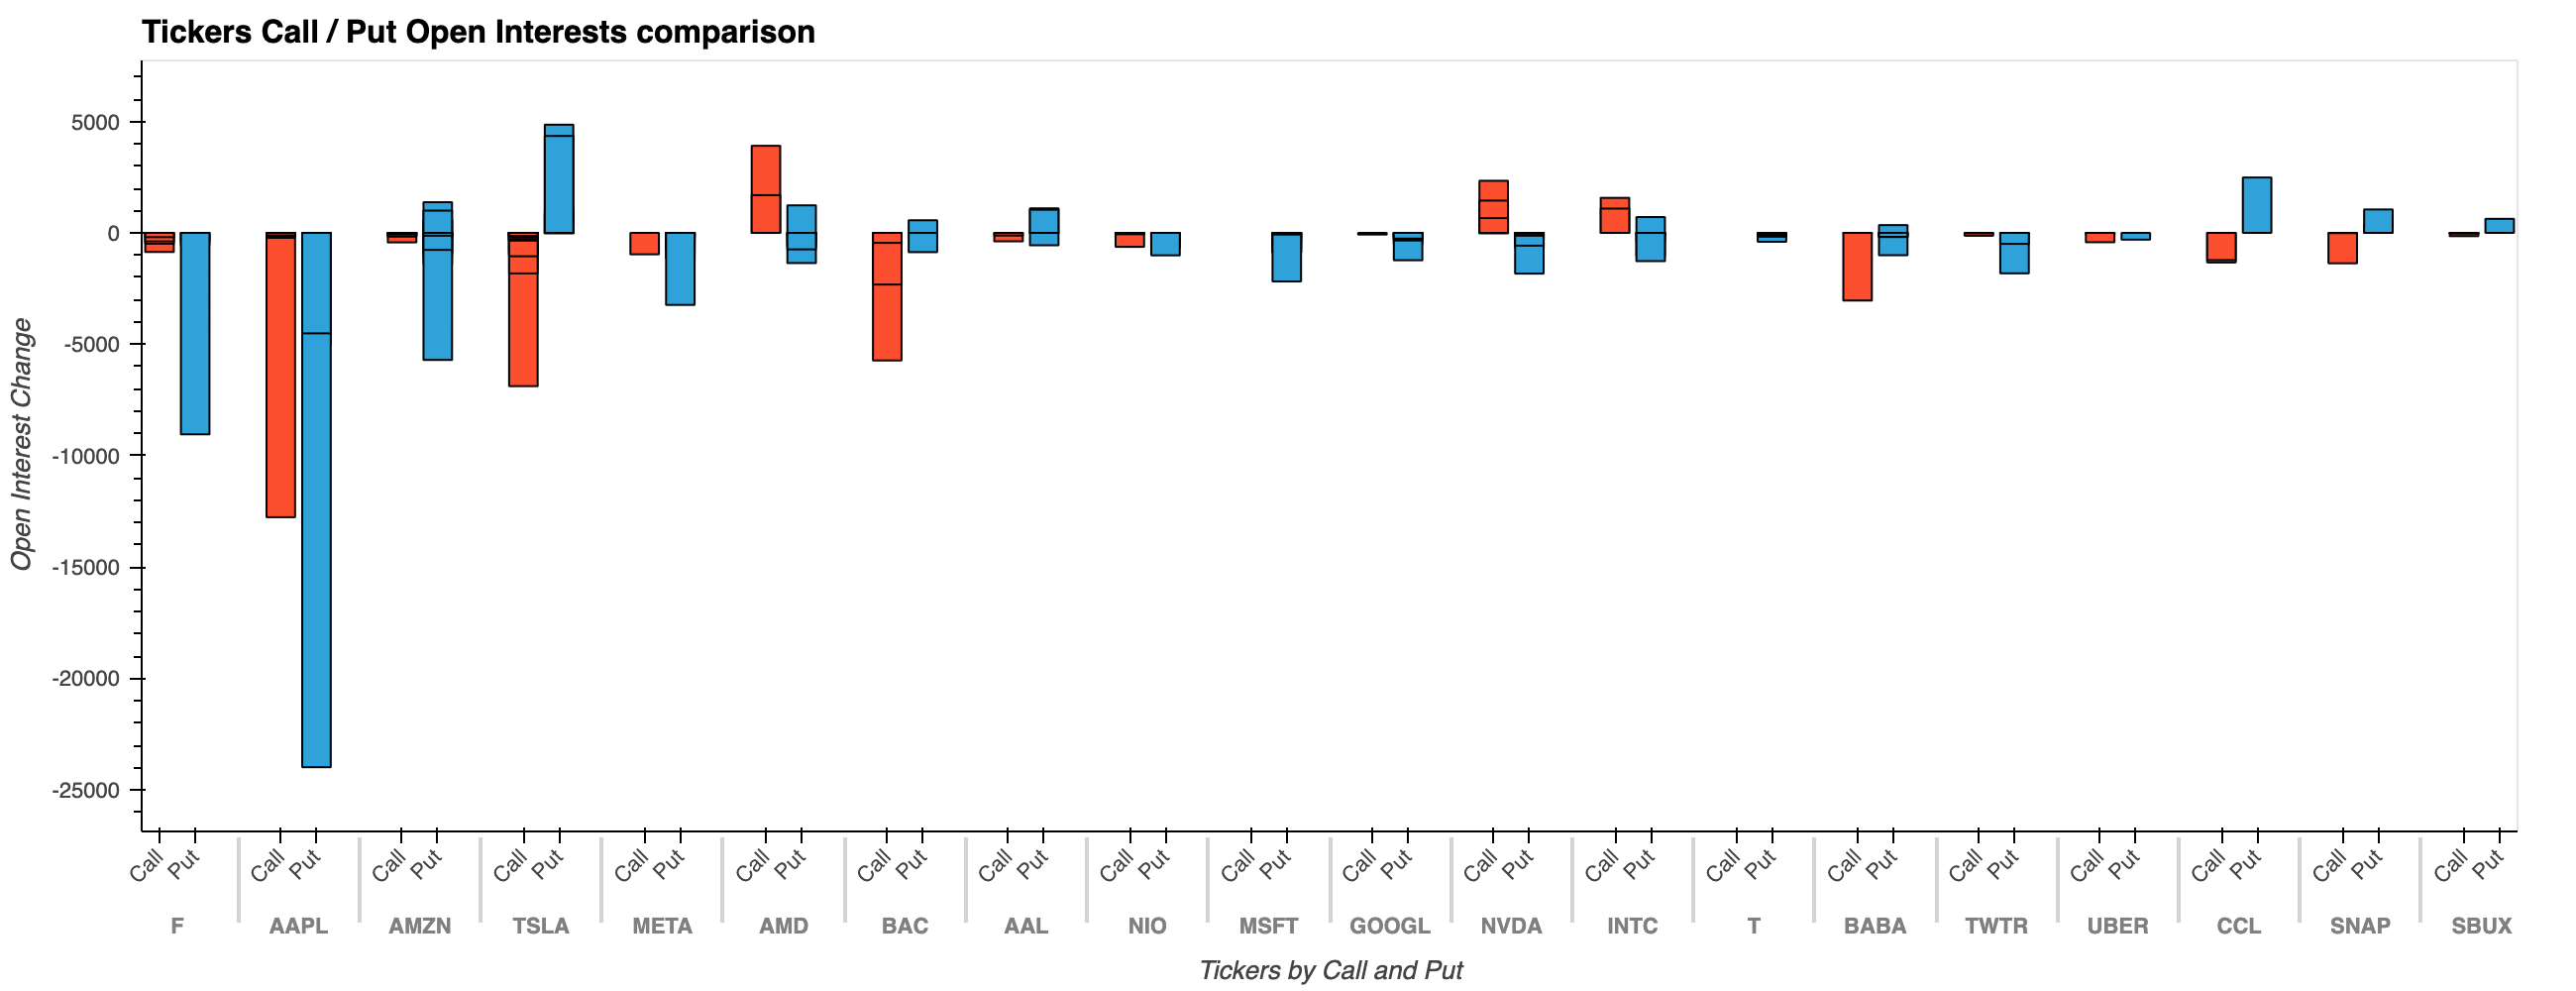 Tickers Call / Put Open Interests comparison
Open Interest Change
5000
0
-5000
-10000
-15000
-20000
-25000
Call Put Call Put Call Put Call Put Call Put Call Put Call Put Call Put Call Put Call Put Call Put Call Put Call Put Call Put Call Put Call Put Call Put Call Put Call Put Call Put
F AAPL AMZN TSLA META AMD BAC AAL NIO MSFT GOOGL NVDA INTC T BABA TWTR UBER CCL SNAP SBUX
Tickers by Call and Put